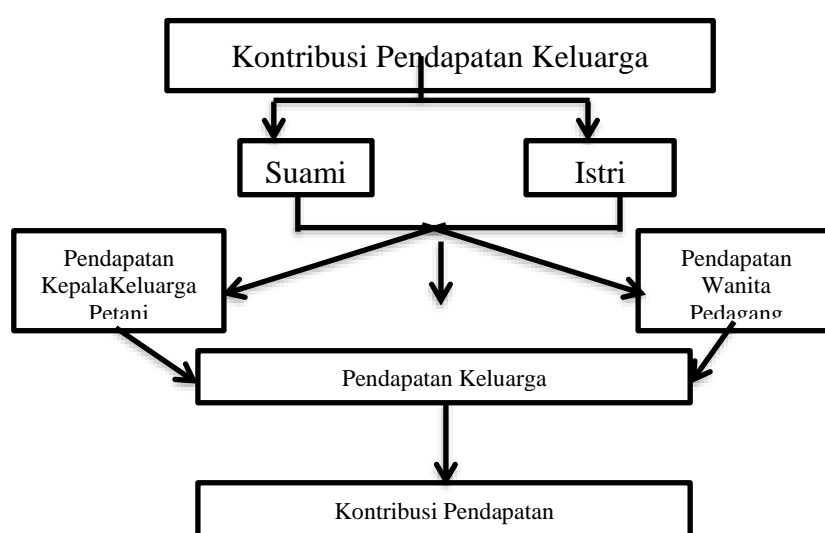 Kontribusi Pendapatan Keluarga
Suami
Istri
Pendapatan
KepalaKeluarga
Petani
Pendapatan
Wanita
Pedagang
Pendapatan Keluarga
Kontribusi Pendapatan